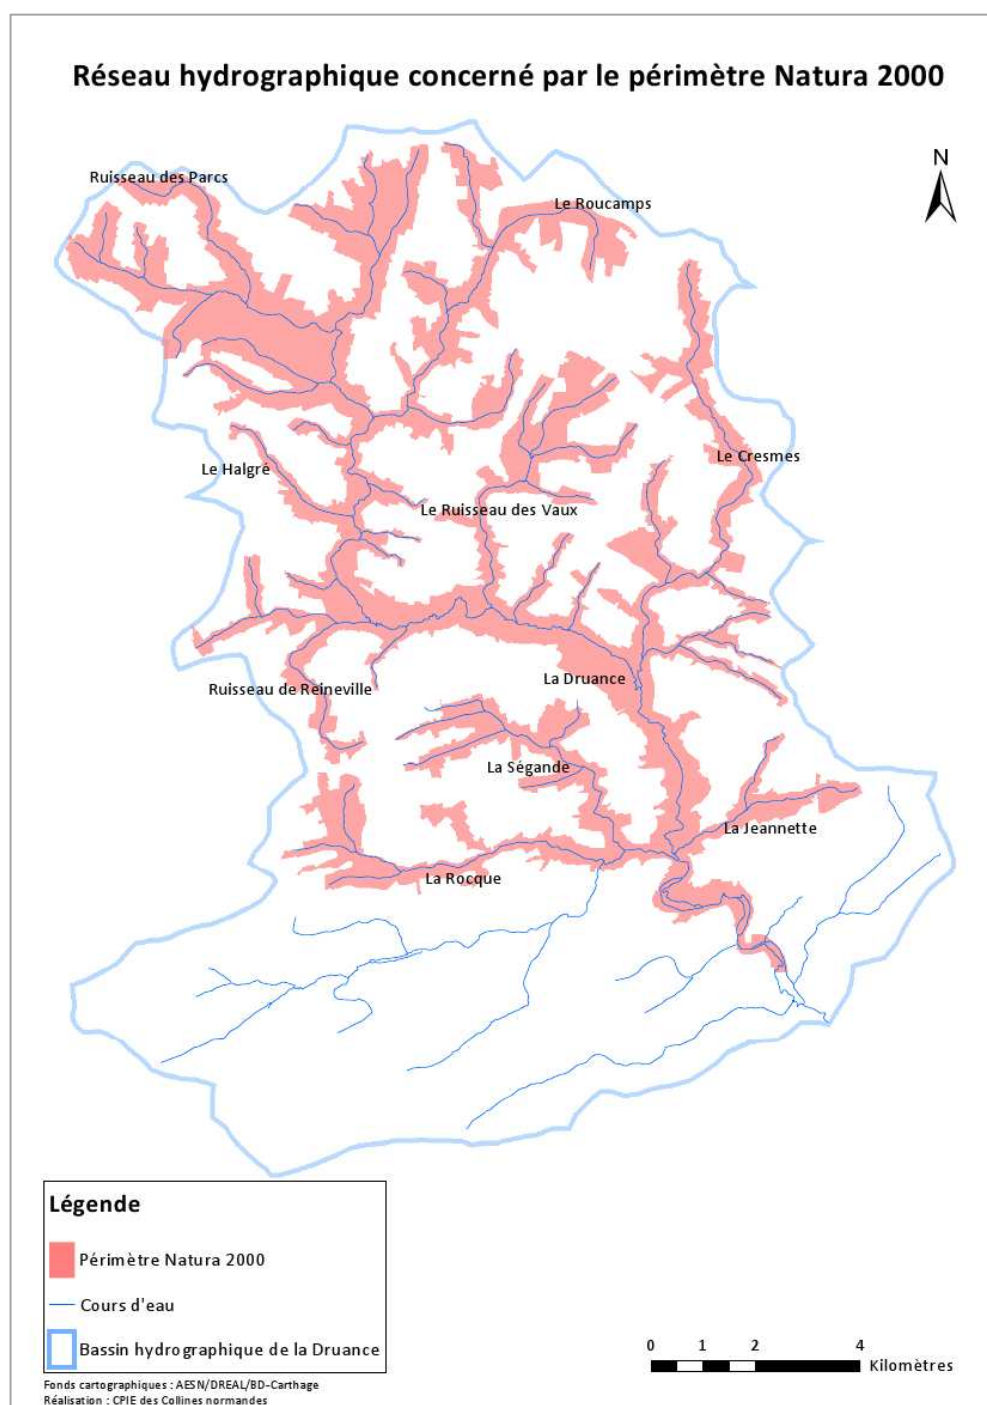 Réseau hydrographique concerné par le périmètre Natura 2000
N
Ruisseau des Parcs
Le Roucamps
Le Cresmes
Le Halgré
Le Ruisseau des Vaux
La Druance
Ruisseau de Reineville
La Ségande
La Jeannette
La Rocque
Légende
Périmètre Natura 2000
Cours d'eau
Bassin hydrographique de la Druance
0 1 2 4
Kilomètres
Fonds cartographiques : AESN/DREAL/BD-Carthage
Réalisation : CPIE des Collines normandes